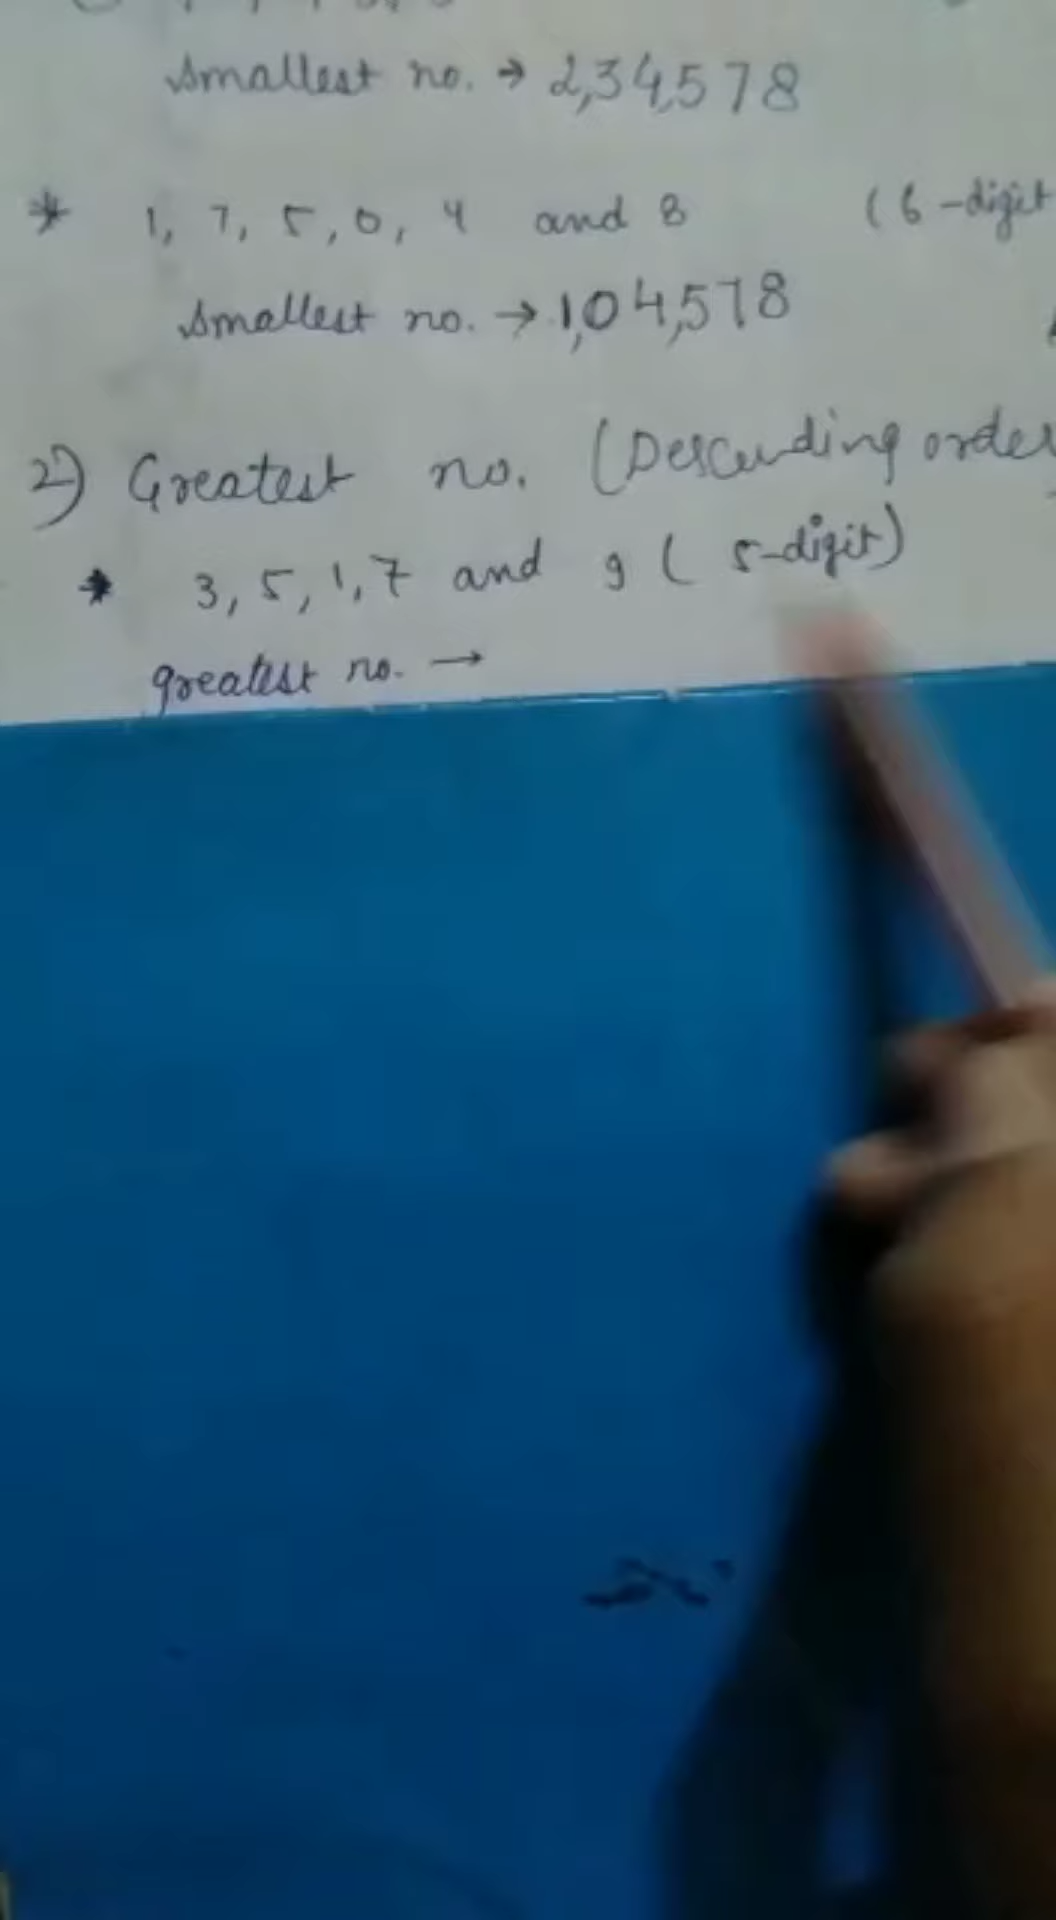 Smallest no. → 2,34,578
* 1, 7, 5, 0, 4 and 8 (6-digit
Smallest no. → 1,04,578
2) Greatest no. (Descending order
* 3, 5, 1, 7 and 9 (5-digit)
greatest no. →